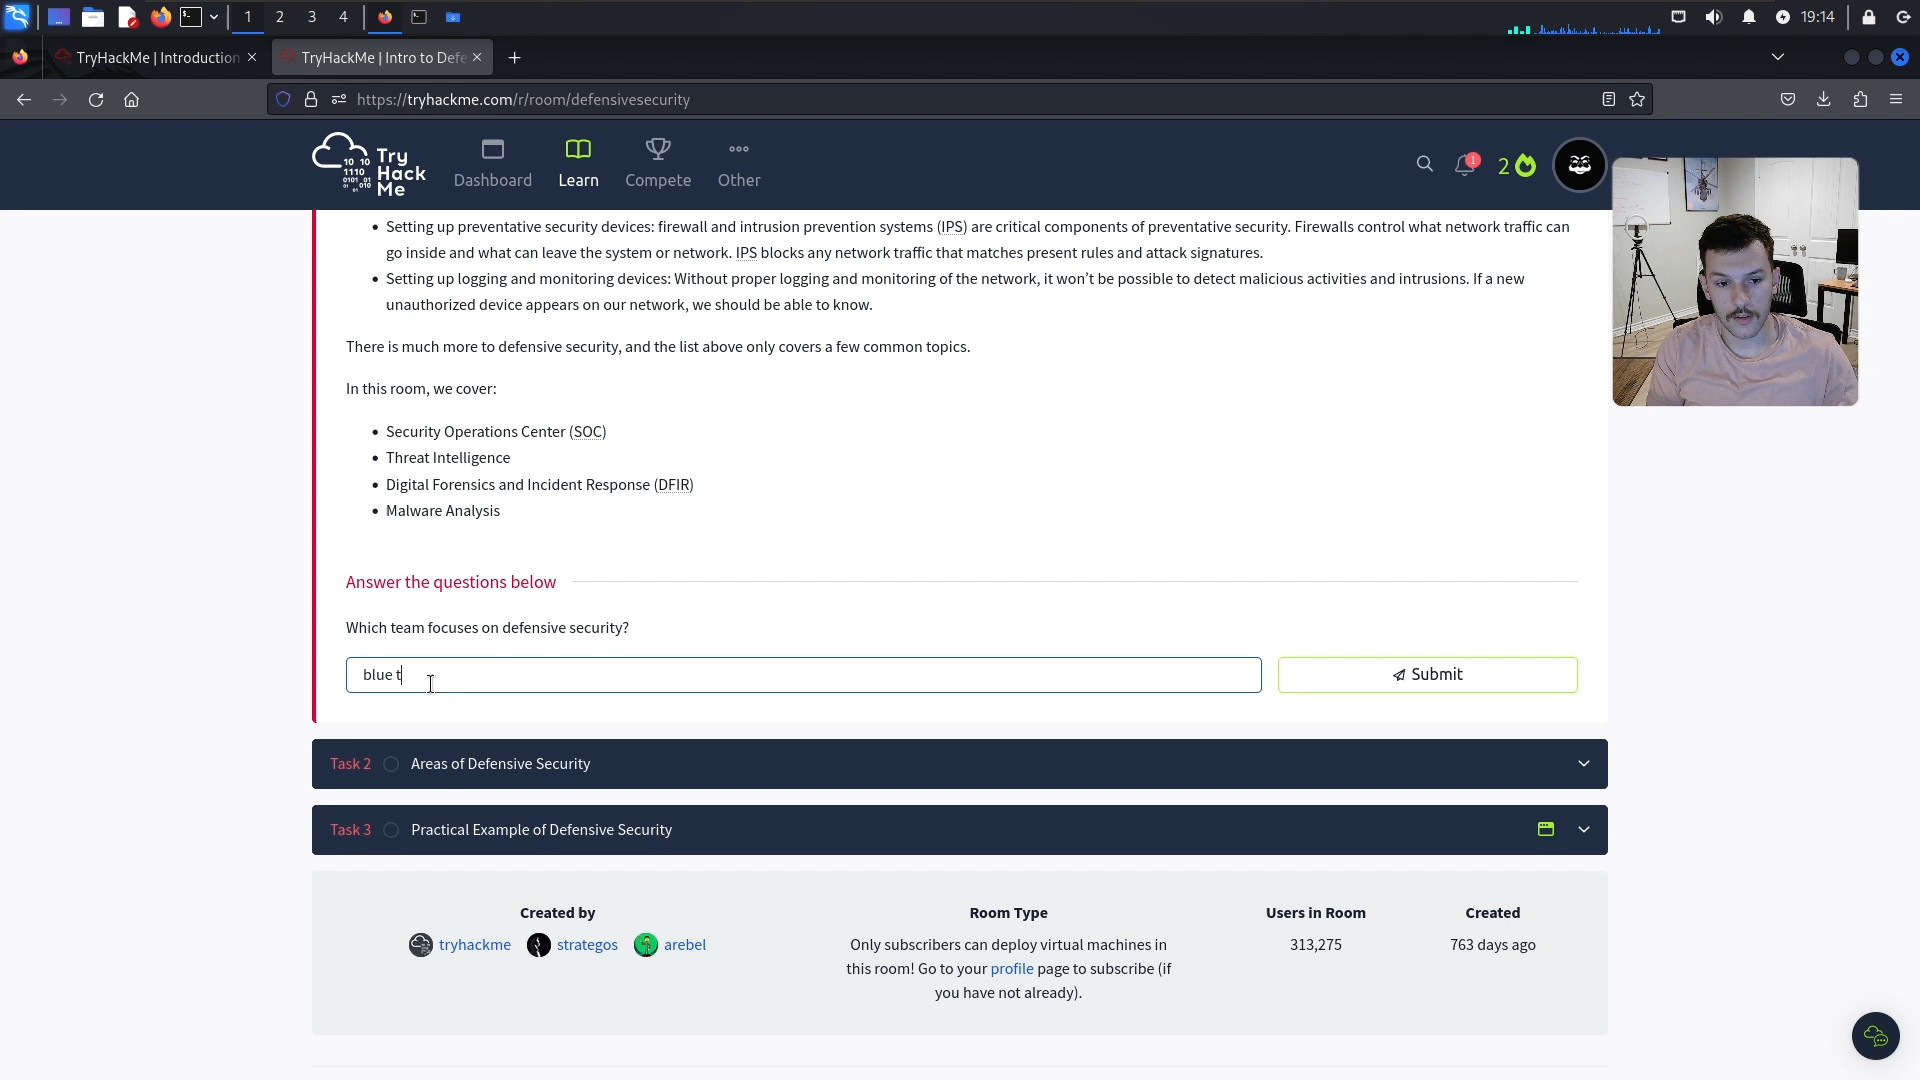 1 2 3 4
19:14
TryHackMe | Introduction
TryHackMe | Intro to Defe
https://tryhackme.com/r/room/defensivesecurity
Try
Hack
Me
Dashboard
Learn
Compete
Other
1
2
• Setting up preventative security devices: firewall and intrusion prevention systems (IPS) are critical components of preventative security. Firewalls control what network traffic can
go inside and what can leave the system or network. IPS blocks any network traffic that matches present rules and attack signatures.
• Setting up logging and monitoring devices: Without proper logging and monitoring of the network, it won’t be possible to detect malicious activities and intrusions. If a new
unauthorized device appears on our network, we should be able to know.
There is much more to defensive security, and the list above only covers a few common topics.
In this room, we cover:
• Security Operations Center (SOC)
• Threat Intelligence
• Digital Forensics and Incident Response (DFIR)
• Malware Analysis
Answer the questions below
Which team focuses on defensive security?
blue t
Submit
Task 2 Areas of Defensive Security
Task 3 Practical Example of Defensive Security
Created by
tryhackme strategos arebel
Room Type
Only subscribers can deploy virtual machines in
this room! Go to your profile page to subscribe (if
you have not already).
Users in Room
313,275
Created
763 days ago